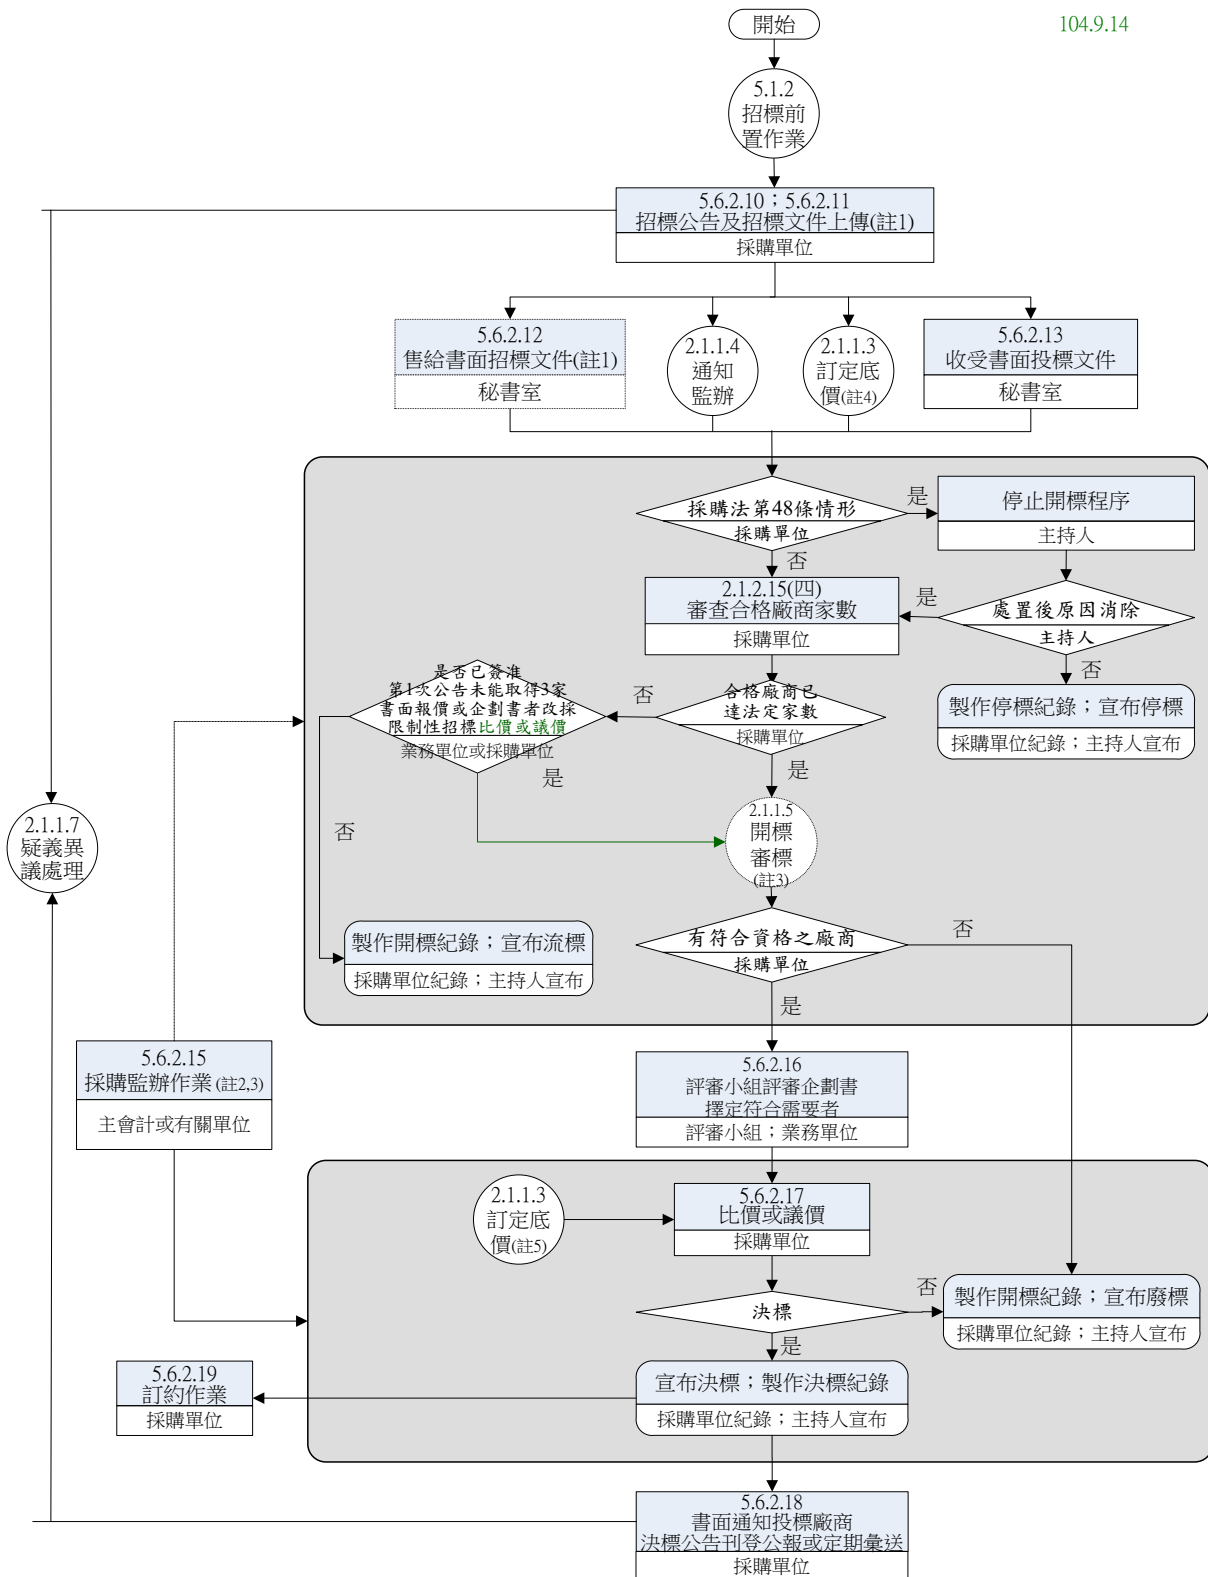 開始
104.9.14
5.1.2
招標前
置作業
5.6.2.10；5.6.2.11
招標公告及招標文件上傳(註1)
採購單位
5.6.2.12
售給書面招標文件(註1)
秘書室
2.1.1.4
通知
監辦
2.1.1.3
訂定底
價(註4)
5.6.2.13
收受書面投標文件
秘書室
採購法第48條情形
採購單位
是
停止開標程序
主持人
否
2.1.2.15(四)
審查合格廠商家數
採購單位
是
處置後原因消除
主持人
否
製作停標紀錄；宣布停標
採購單位紀錄；主持人宣布
是否已簽准
第1次公告未能取得3家
書面報價或企劃書者改採
限制性招標比價或議價
業務單位或採購單位
否
合格廠商已
達法定家數
採購單位
是
是
否
2.1.1.5
開標
審標
(註3)
2.1.1.7
疑義異
議處理
製作開標紀錄；宣布流標
採購單位紀錄；主持人宣布
有符合資格之廠商
採購單位
否
是
5.6.2.15
採購監辦作業(註2,3)
主會計或有關單位
5.6.2.16
評審小組評審企劃書
擇定符合需要者
評審小組；業務單位
2.1.1.3
訂定底
價(註5)
5.6.2.17
比價或議價
採購單位
決標
否
製作開標紀錄；宣布廢標
採購單位紀錄；主持人宣布
是
5.6.2.19
訂約作業
採購單位
宣布決標；製作決標紀錄
採購單位紀錄；主持人宣布
5.6.2.18
書面通知投標廠商
決標公告刊登公報或定期彙送
採購單位